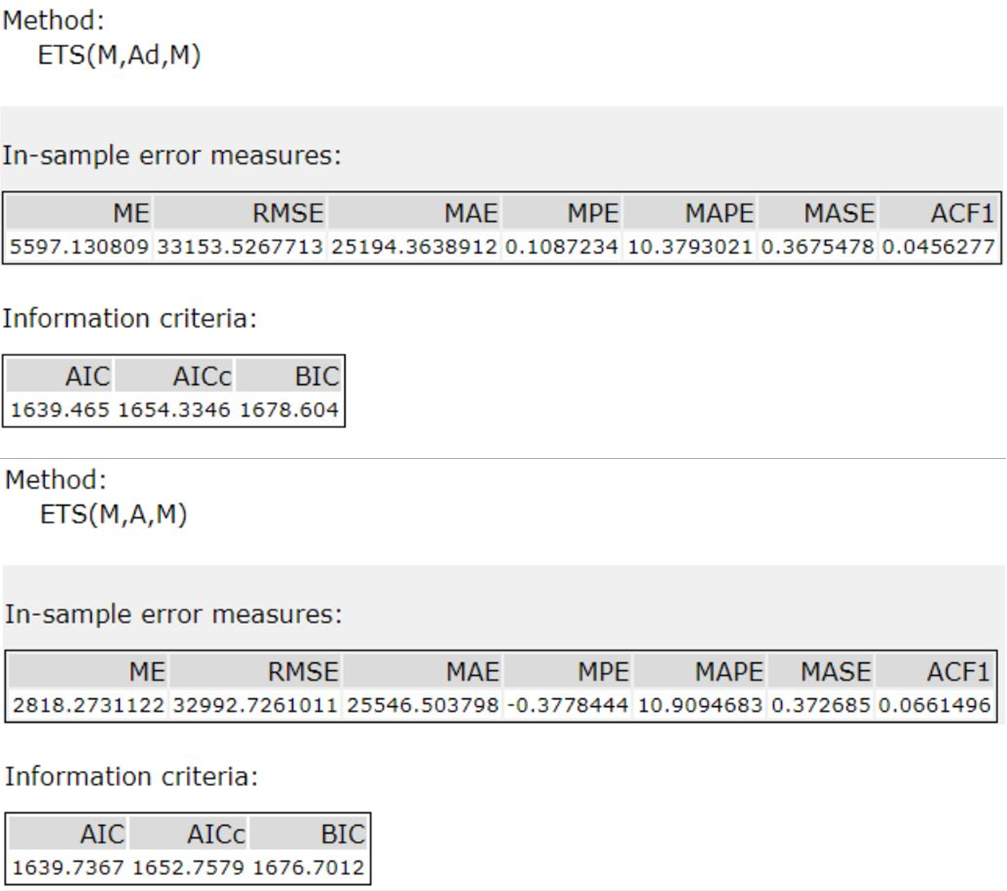 Method:
ETS(M,Ad,M)
In-sample error measures:
ME RMSE MAE MPE MAPE MASE ACF1
5597.130809 33153.5267713 25194.3638912 0.1087234 10.3793021 0.3675478 0.0456277
Information criteria:
AIC AICc BIC
1639.465 1654.3346 1678.604
Method:
ETS(M,A,M)
In-sample error measures:
ME RMSE MAE MPE MAPE MASE ACF1
2818.2731122 32992.7261011 25546.503798 -0.3778444 10.9094683 0.372685 0.0661496
Information criteria:
AIC AICc BIC
1639.7367 1652.7579 1676.7012